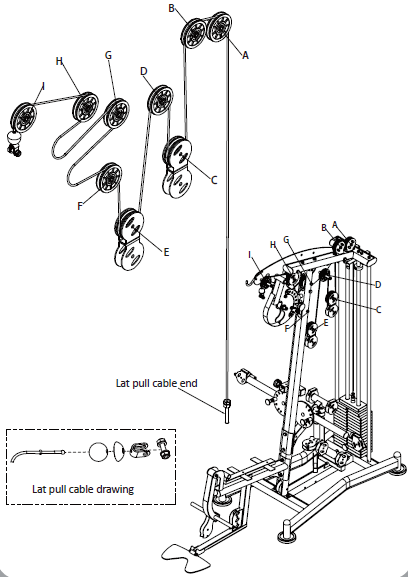 B
A
G
H
D
I
C
F
E
A
B
G
H
I
D
C
E
F
Lat pull cable end
Lat pull cable drawing